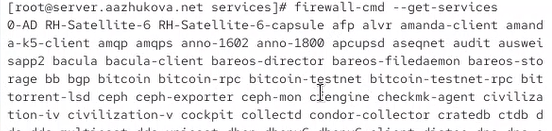 [root@server.aazhukova.net services]# firewall-cmd --get-services
0-AD RH-Satellite-6 RH-Satellite-6-capsule afp alvr amanda-client amand
a-k5-client amqp amqps anno-1602 anno-1800 apcupsd aseqnet audit auswei
sapp2 bacula bacula-client bareos-director bareos-filedaemon bareos-sto
rage bb bgp bitcoin bitcoin-rpc bitcoin-testnet bitcoin-testnet-rpc bit
torrent-lsd ceph ceph-exporter ceph-mon cfengine checkmk-agent civiliza
tion-iv civilization-v cockpit collectd condor-collector cratedb ctdb d